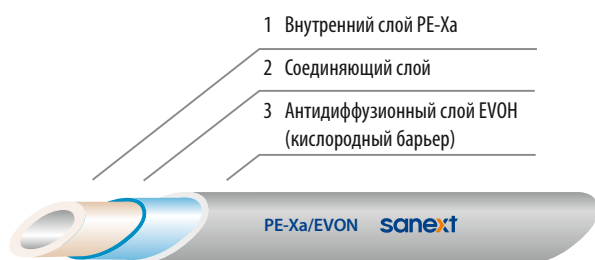 1 Внутренний слой PE-Xa
2 Соединяющий слой
3 Антидиффузионный слой EVOH
(кислородный барьер)
PE-Xa/EVON sanext